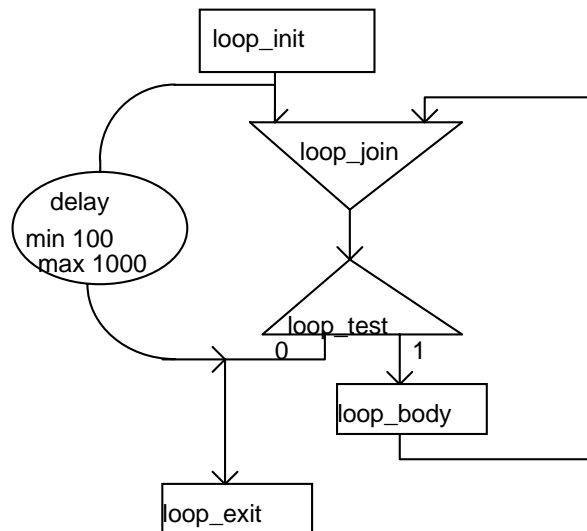 loop_init
loop_join
delay
min 100
max 1000
loop_test
0
1
loop_body
loop_exit